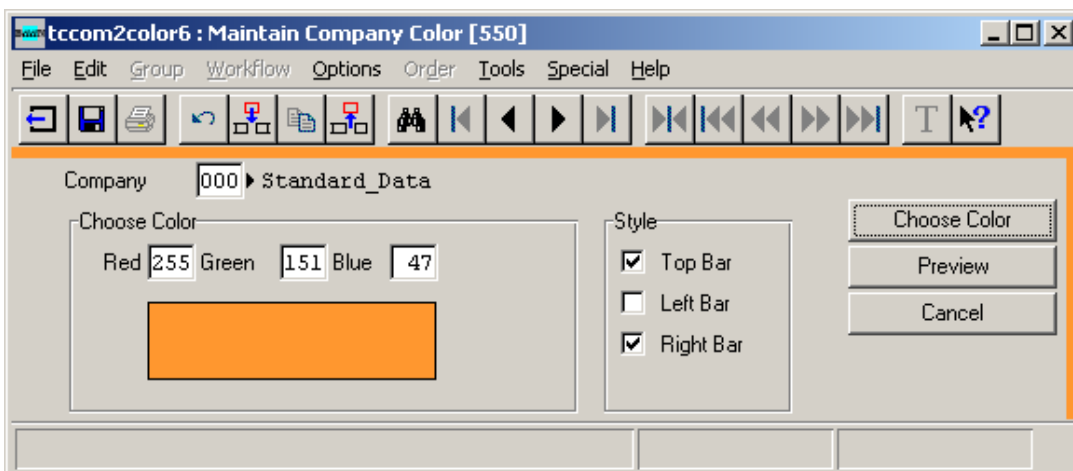 tccom2color6 : Maintain Company Color [550]
File Edit Group Workflow Options Order Tools Special Help
T ?
Company 000 Standard_Data
Choose Color Style Choose Color
Red 255 Green 151 Blue 47 Top Bar Preview
Left Bar Cancel
Right Bar